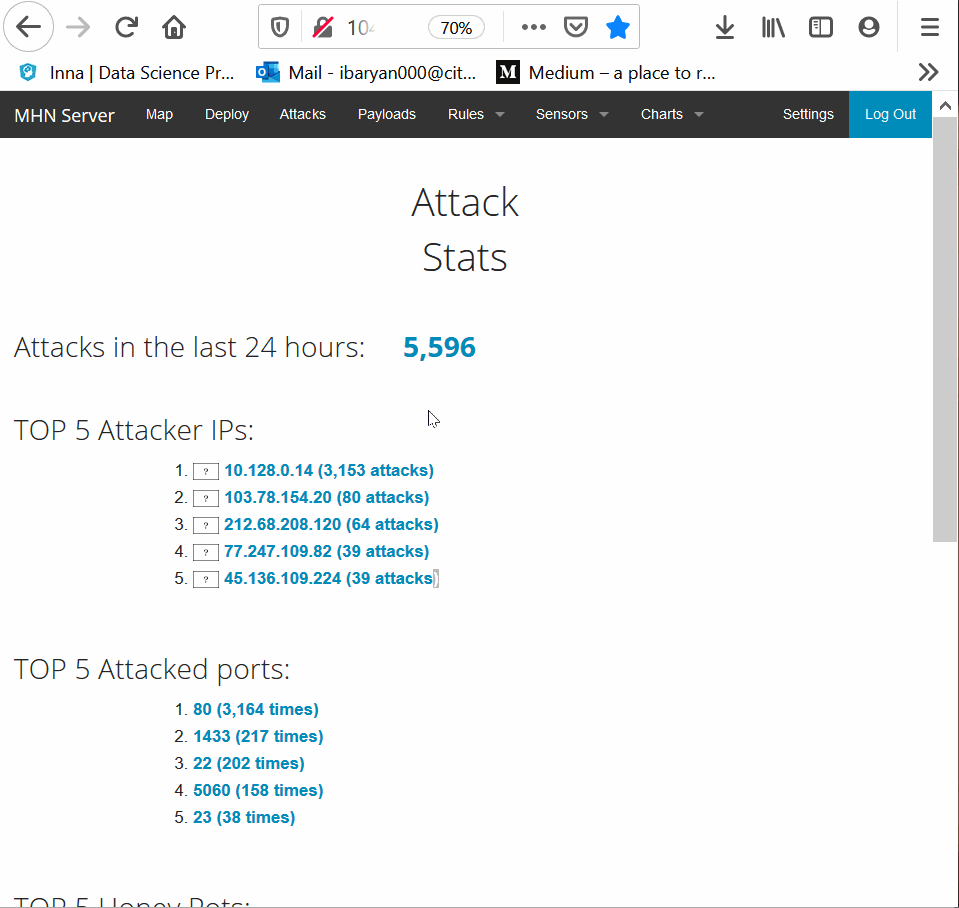 10
70%
Inna | Data Science Pr...
Mail - ibaryan000@cit...
M Medium – a place to r...
MHN Server Map Deploy Attacks Payloads Rules Sensors Charts Settings Log Out
Attack
Stats
Attacks in the last 24 hours: 5,596
TOP 5 Attacker IPs:
1. ? 10.128.0.14 (3,153 attacks)
2. ? 103.78.154.20 (80 attacks)
3. ? 212.68.208.120 (64 attacks)
4. ? 77.247.109.82 (39 attacks)
5. ? 45.136.109.224 (39 attacks)
TOP 5 Attacked ports:
1. 80 (3,164 times)
2. 1433 (217 times)
3. 22 (202 times)
4. 5060 (158 times)
5. 23 (38 times)
TOP 5 Honey Pots: